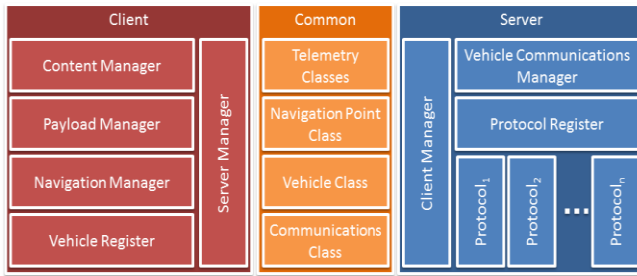 Client
Content Manager
Payload Manager
Navigation Manager
Vehicle Register
Server Manager
Common
Telemetry
Classes
Navigation Point
Class
Vehicle Class
Communications
Class
Server
Client Manager
Vehicle Communications
Manager
Protocol Register
Protocol₁
Protocol₂
...
Protocolₙ